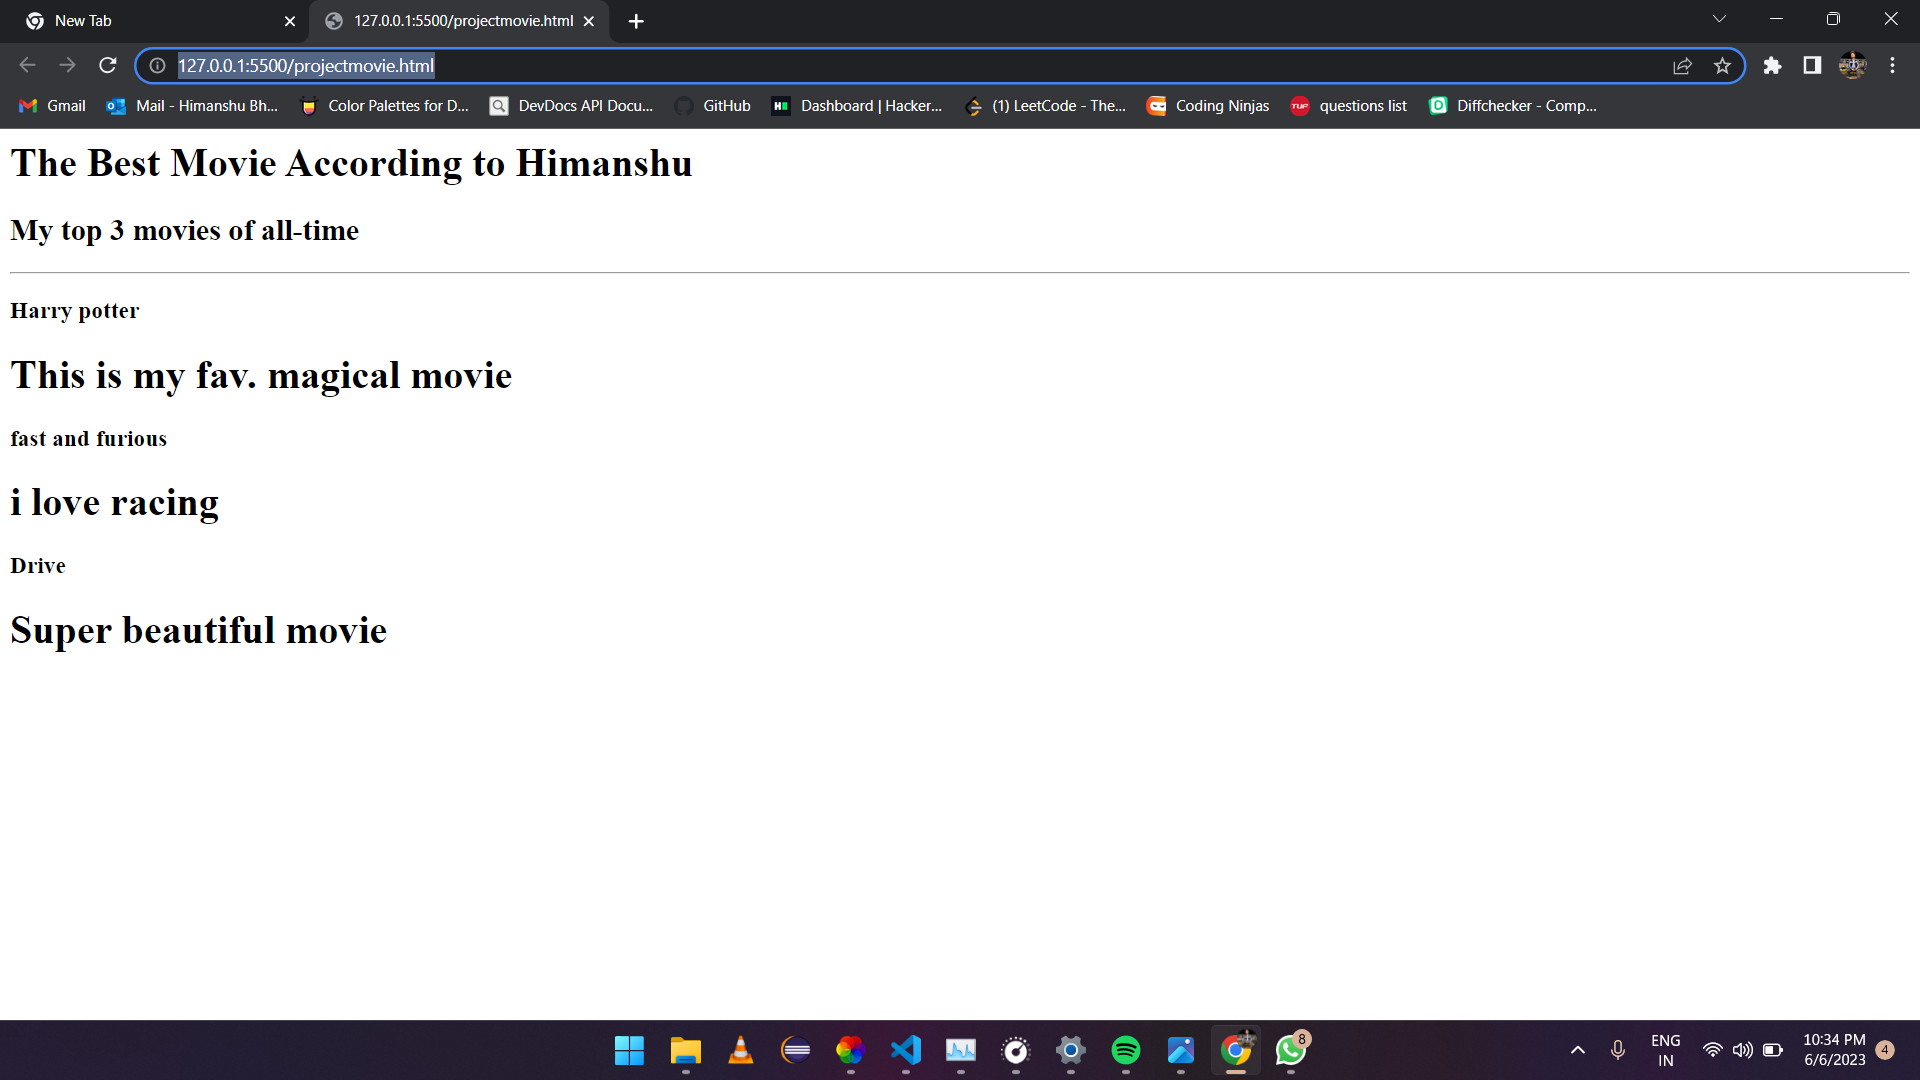 New Tab
127.0.0.1:5500/projectmovie.html
127.0.0.1:5500/projectmovie.html
Gmail
Mail - Himanshu Bh...
Color Palettes for D...
DevDocs API Docu...
GitHub
Dashboard | Hacker...
(1) LeetCode - The...
Coding Ninjas
TUF
questions list
Diffchecker - Comp...
The Best Movie According to Himanshu
My top 3 movies of all-time
Harry potter
This is my fav. magical movie
fast and furious
i love racing
Drive
Super beautiful movie
8
ENG
IN
10:34 PM
6/6/2023
4